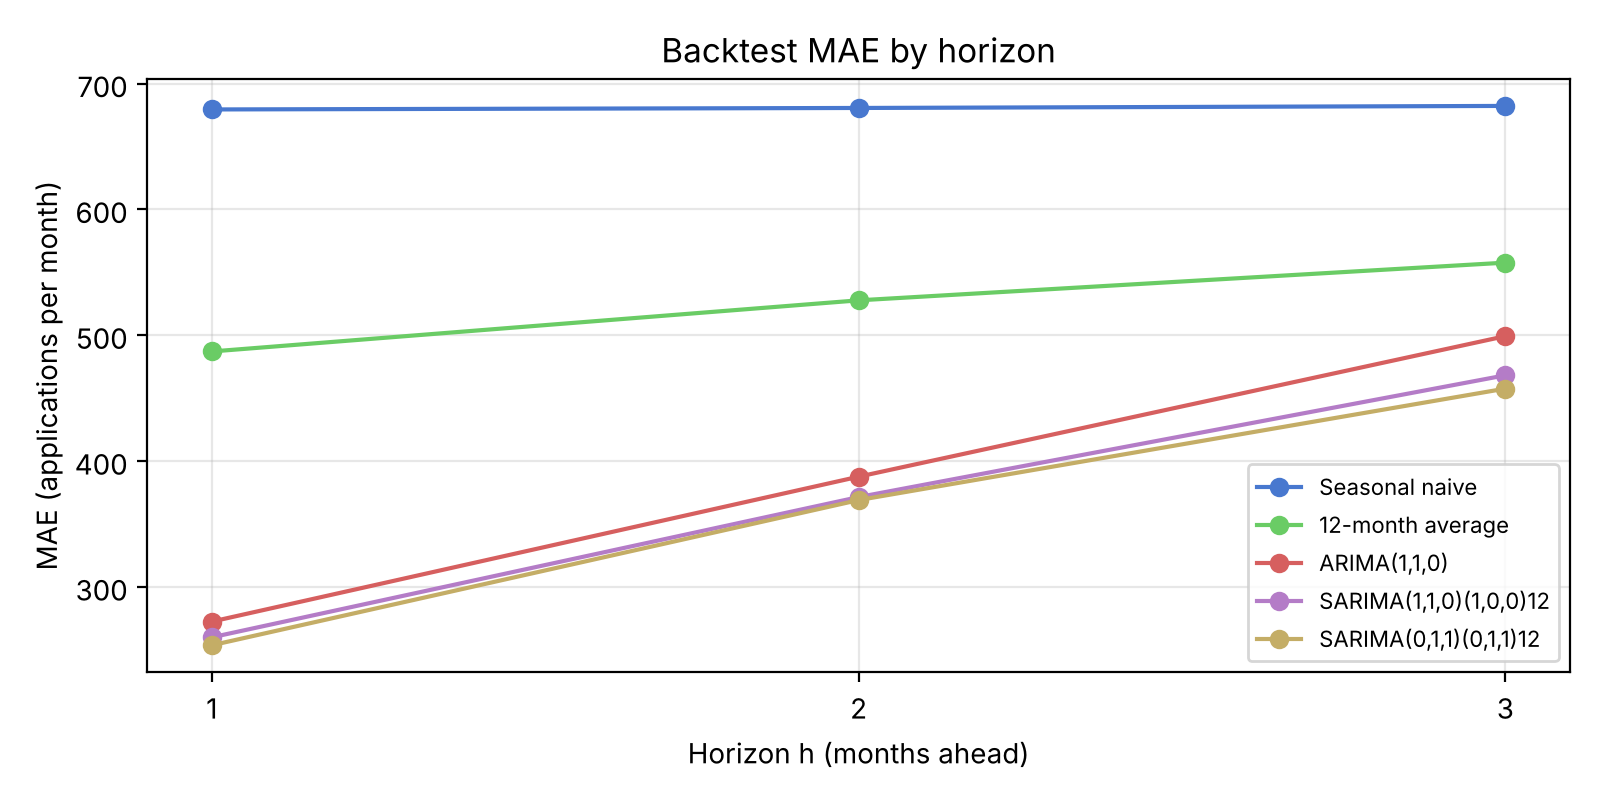 Backtest MAE by horizon
MAE (applications per month)
700
600
500
400
300
1
2
3
Horizon h (months ahead)
Seasonal naive
12-month average
ARIMA(1,1,0)
SARIMA(1,1,0)(1,0,0)12
SARIMA(0,1,1)(0,1,1)12